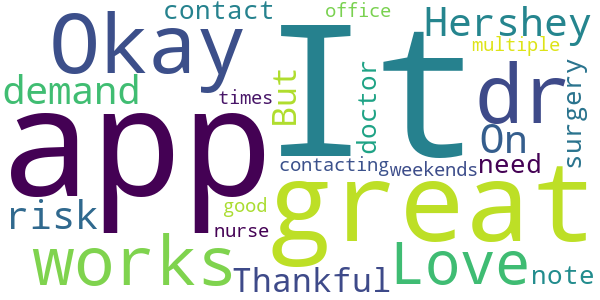 contact
office
Okay
It
Hershey
multiple
demand
times
But
doctor
dr
surgery
app
On
contacting
weekends
need
great
risk
good
nurse
works
Thankful
Love
note